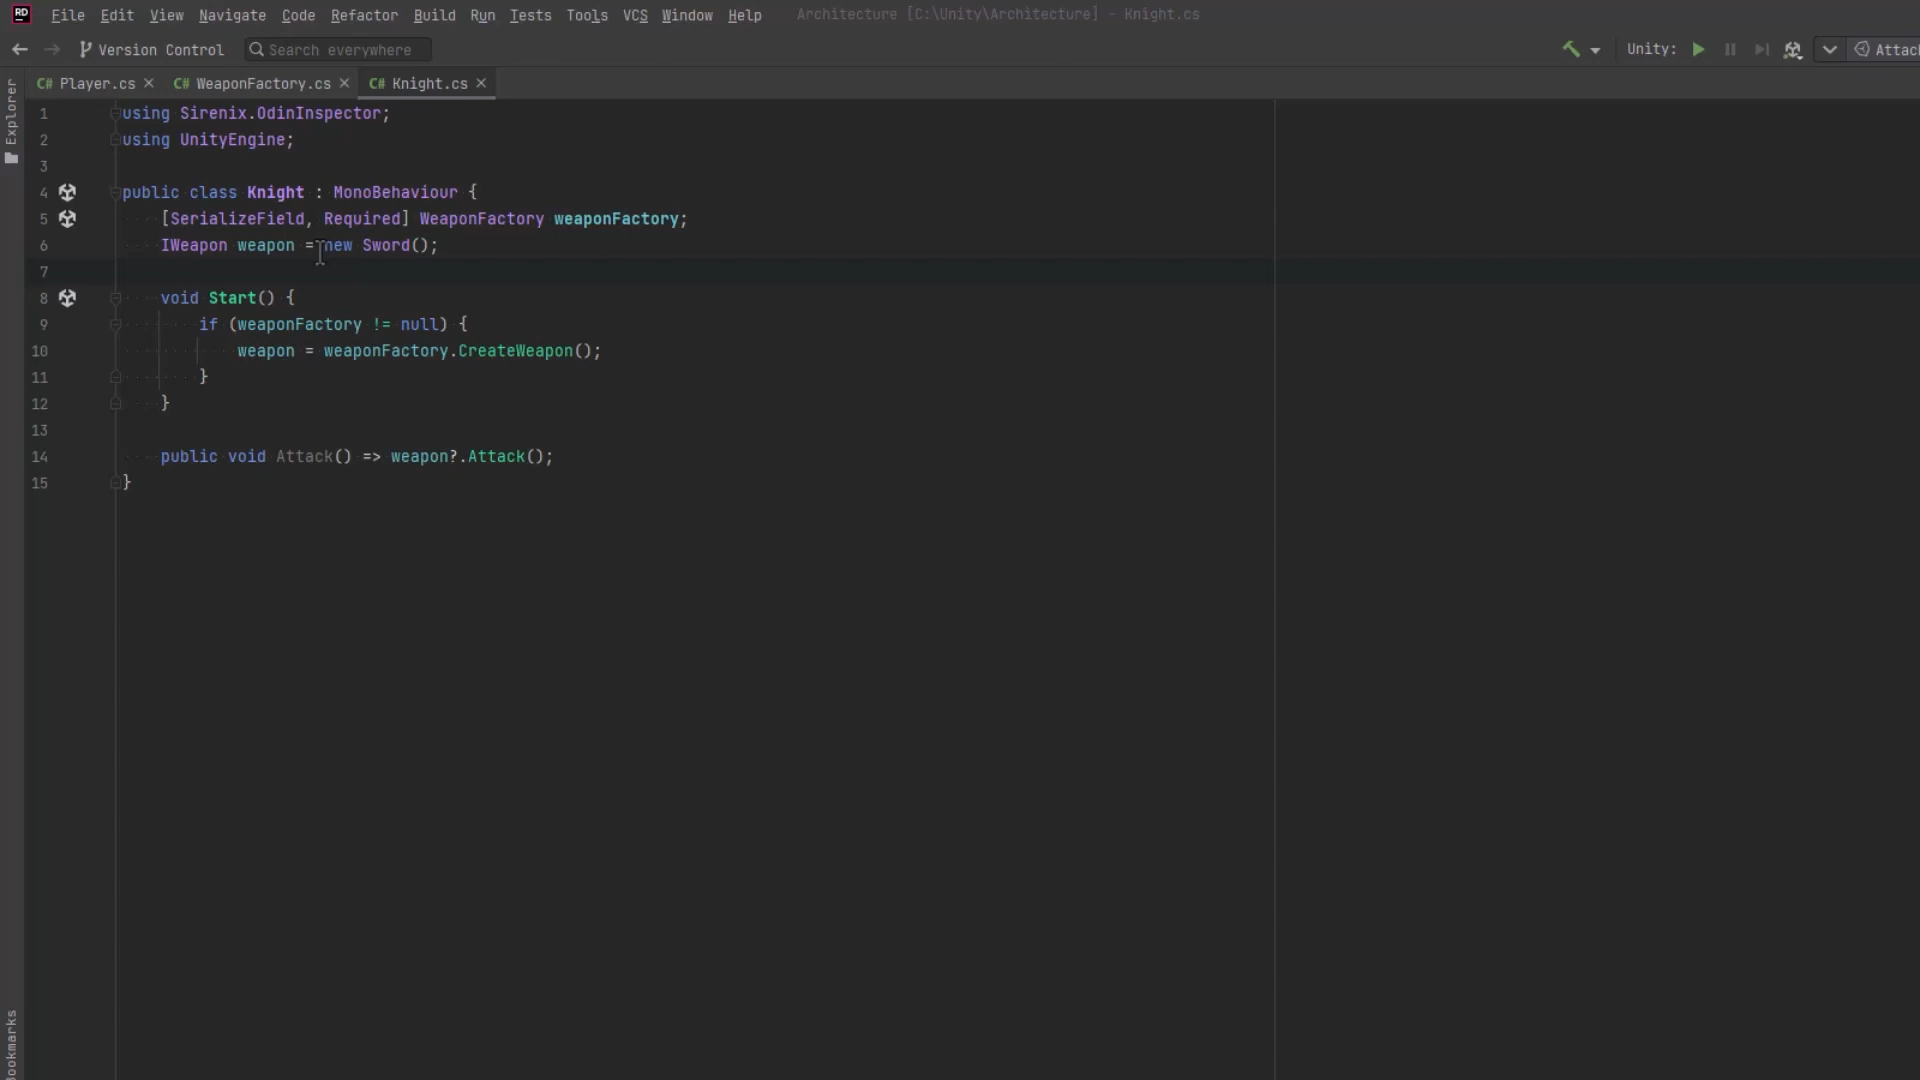 RD File Edit View Navigate Code Refactor Build Run Tests Tools VCS Window Help Architecture [C:\Unity\Architecture] - Knight.cs
Version Control Search everywhere Unity: Attac
C# Player.cs C# WeaponFactory.cs C# Knight.cs
Explorer
1 using Sirenix.OdinInspector;
2 using UnityEngine;
3
4 public class Knight : MonoBehaviour {
5 [SerializeField, Required] WeaponFactory weaponFactory;
6 IWeapon weapon = new Sword();
7
8 void Start() {
9 if (weaponFactory != null) {
10 weapon = weaponFactory.CreateWeapon();
11 }
12 }
13
14 public void Attack() => weapon?.Attack();
15 }
Bookmarks